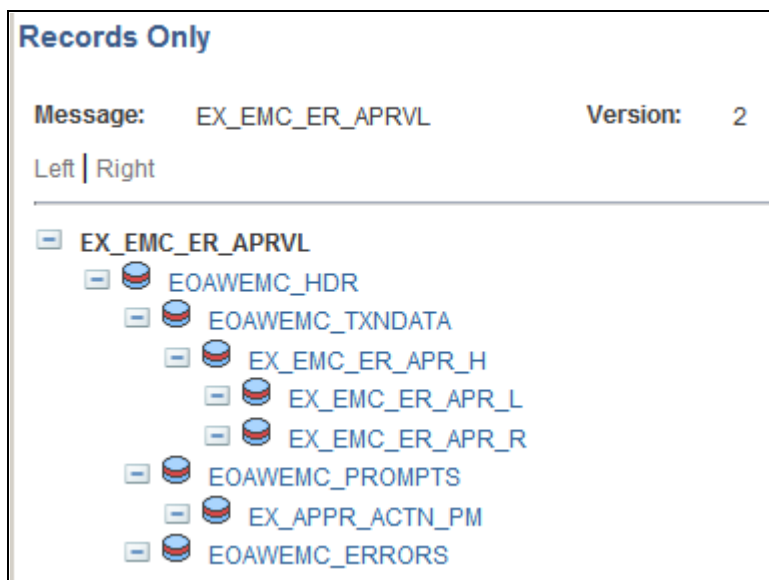 Records Only
Message: EX_EMC_ER_APRVL Version: 2
Left | Right
EX_EMC_ER_APRVL
EOAWEMC_HDR
EOAWEMC_TXNDATA
EX_EMC_ER_APR_H
EX_EMC_ER_APR_L
EX_EMC_ER_APR_R
EOAWEMC_PROMPTS
EX_APPR_ACTN_PM
EOAWEMC_ERRORS